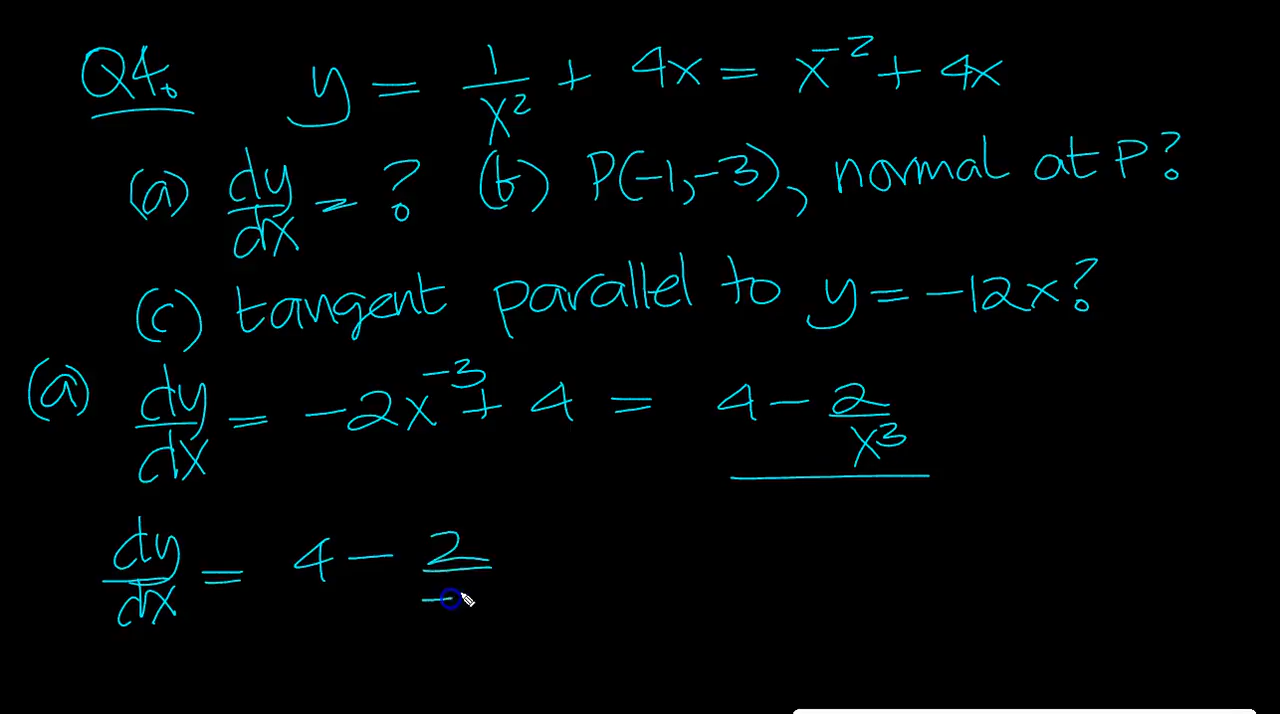 Q4. y = 1/x² + 4x = x⁻² + 4x
(a) dy/dx = ? (b) P(-1,-3), normal at P?
(c) tangent parallel to y = -12x?
(a) dy/dx = -2x⁻³ + 4 = 4 - 2/x³
dy/dx = 4 - 2/-